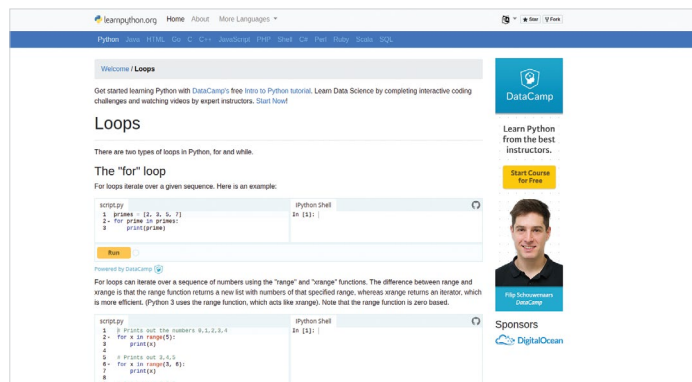 learnpython.org Home About More Languages
Star Fork
Python Java HTML Go C C++ JavaScript PHP Shell C# Perl Ruby Scala SQL
Welcome / Loops
Get started learning Python with DataCamp's free Intro to Python tutorial. Learn Data Science by completing interactive coding
challenges and watching videos by expert instructors. Start Now!
Loops
There are two types of loops in Python, for and while.
The "for" loop
For loops iterate over a given sequence. Here is an example:
script.py IPython Shell
1 primes = [2, 3, 5, 7] In [1]:
2 for prime in primes:
3 print(prime)
Run
Powered by DataCamp
For loops can iterate over a sequence of numbers using the "range" and "xrange" functions. The difference between range and
xrange is that the range function returns a new list with numbers of that specified range, whereas xrange returns an iterator, which
is more efficient. (Python 3 uses the range function, which acts like xrange). Note that the range function is zero based.
script.py IPython Shell
1 # Prints out the numbers 0,1,2,3,4 In [1]:
2 for x in range(5):
3 print(x)
4
5 # Prints out 3,4,5
6 for x in range(3, 6):
7 print(x)
8
DataCamp
Learn Python
from the best
instructors.
Start Course
for Free
Filip Schouwenaars
DataCamp
Sponsors
DigitalOcean